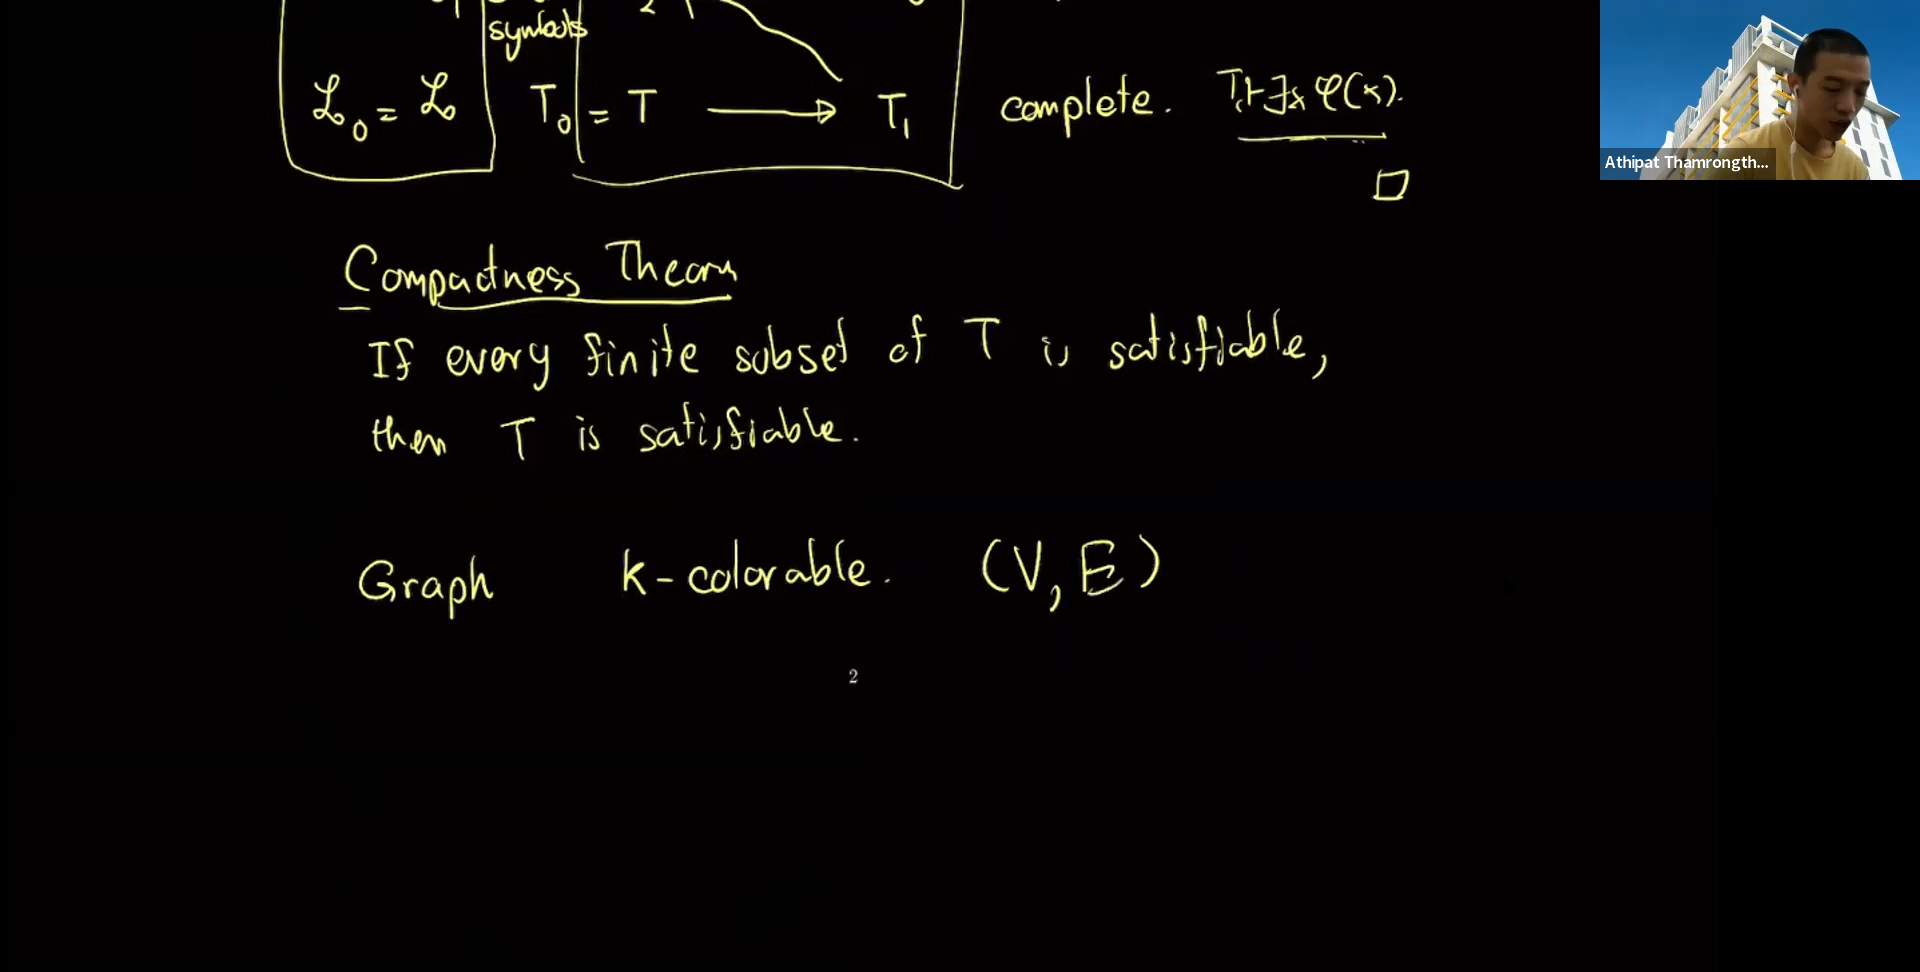 symbols
ℒ₀ = ℒ T₀ = T → T₁ complete. T₁ ⊢ ∃x φ(x).
□
Athipat Thamrongth...
Compactness Theorem
If every finite subset of T is satisfiable,
then T is satisfiable.
Graph k-colorable. (V, E)
2